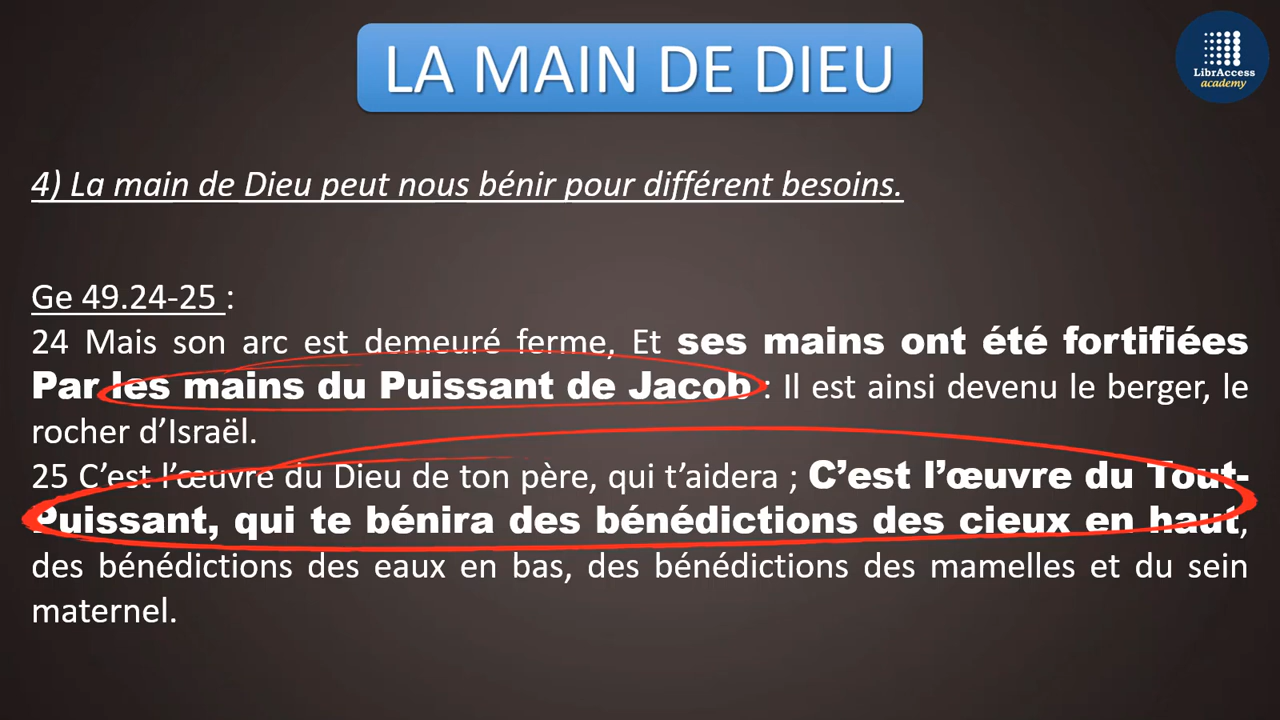 LA MAIN DE DIEU
LibrAccess
academy
4) La main de Dieu peut nous bénir pour différent besoins.
Ge 49.24-25 :
24 Mais son arc est demeuré ferme, Et ses mains ont été fortifiées
Par les mains du Puissant de Jacob : Il est ainsi devenu le berger, le
rocher d’Israël.
25 C’est l’œuvre du Dieu de ton père, qui t’aidera ; C’est l’œuvre du Tout-
Puissant, qui te bénira des bénédictions des cieux en haut,
des bénédictions des eaux en bas, des bénédictions des mamelles et du sein
maternel.